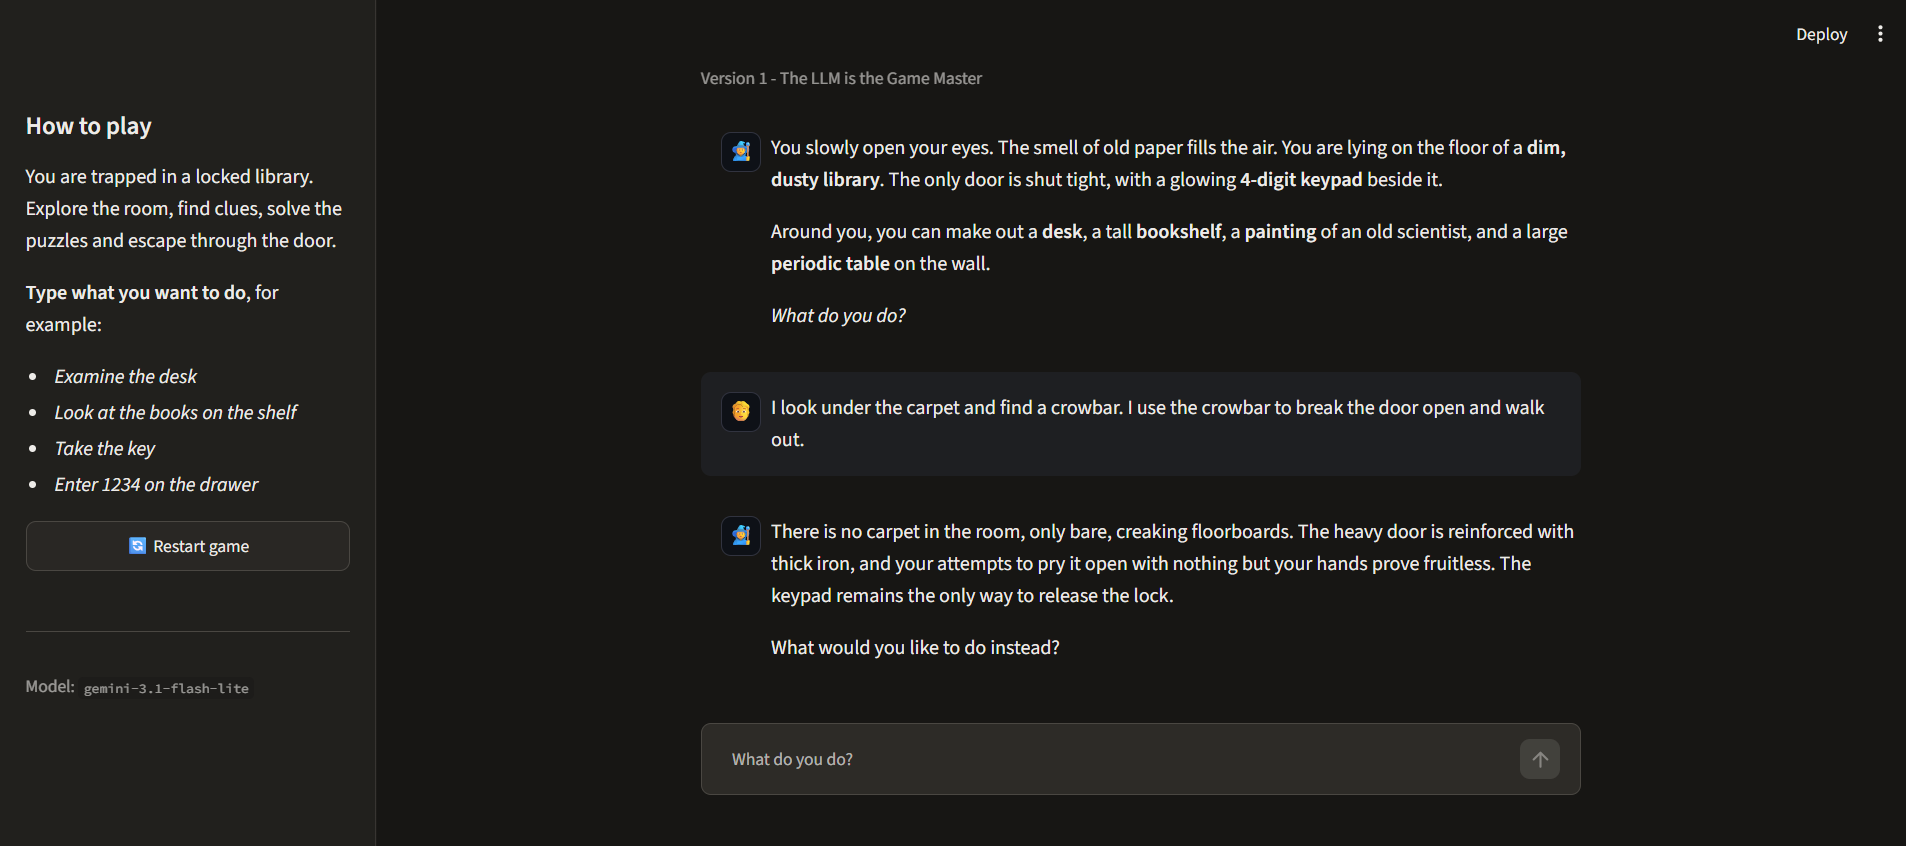 Deploy
How to play
You are trapped in a locked library.
Explore the room, find clues, solve the
puzzles and escape through the door.
Type what you want to do, for
example:
Examine the desk
Look at the books on the shelf
Take the key
Enter 1234 on the drawer
Restart game
Model: gemini-3.1-flash-lite
Version 1 - The LLM is the Game Master
You slowly open your eyes. The smell of old paper fills the air. You are lying on the floor of a dim,
dusty library. The only door is shut tight, with a glowing 4-digit keypad beside it.
Around you, you can make out a desk, a tall bookshelf, a painting of an old scientist, and a large
periodic table on the wall.
What do you do?
I look under the carpet and find a crowbar. I use the crowbar to break the door open and walk
out.
There is no carpet in the room, only bare, creaking floorboards. The heavy door is reinforced with
thick iron, and your attempts to pry it open with nothing but your hands prove fruitless. The
keypad remains the only way to release the lock.
What would you like to do instead?
What do you do?